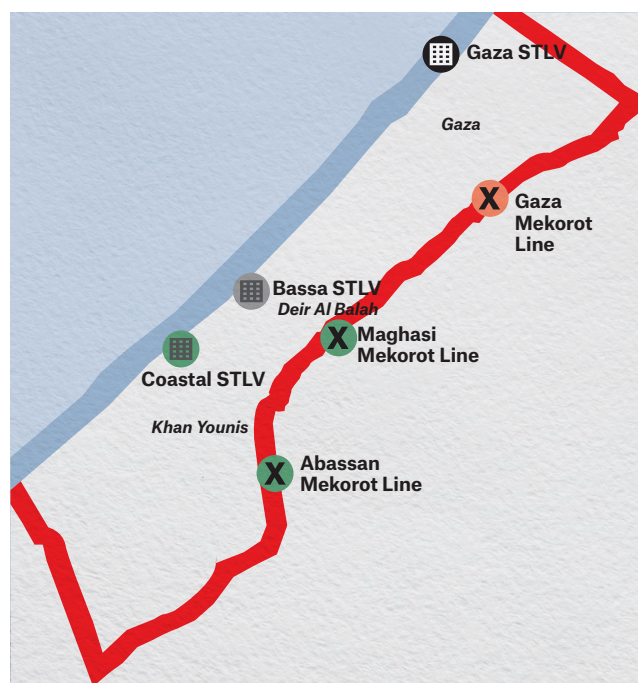 Gaza STLV
Gaza
X
Gaza
Mekorot
Line
Bassa STLV
Deir Al Balah
X
Maghasi
Mekorot Line
Coastal STLV
Khan Younis
X
Abassan
Mekorot Line